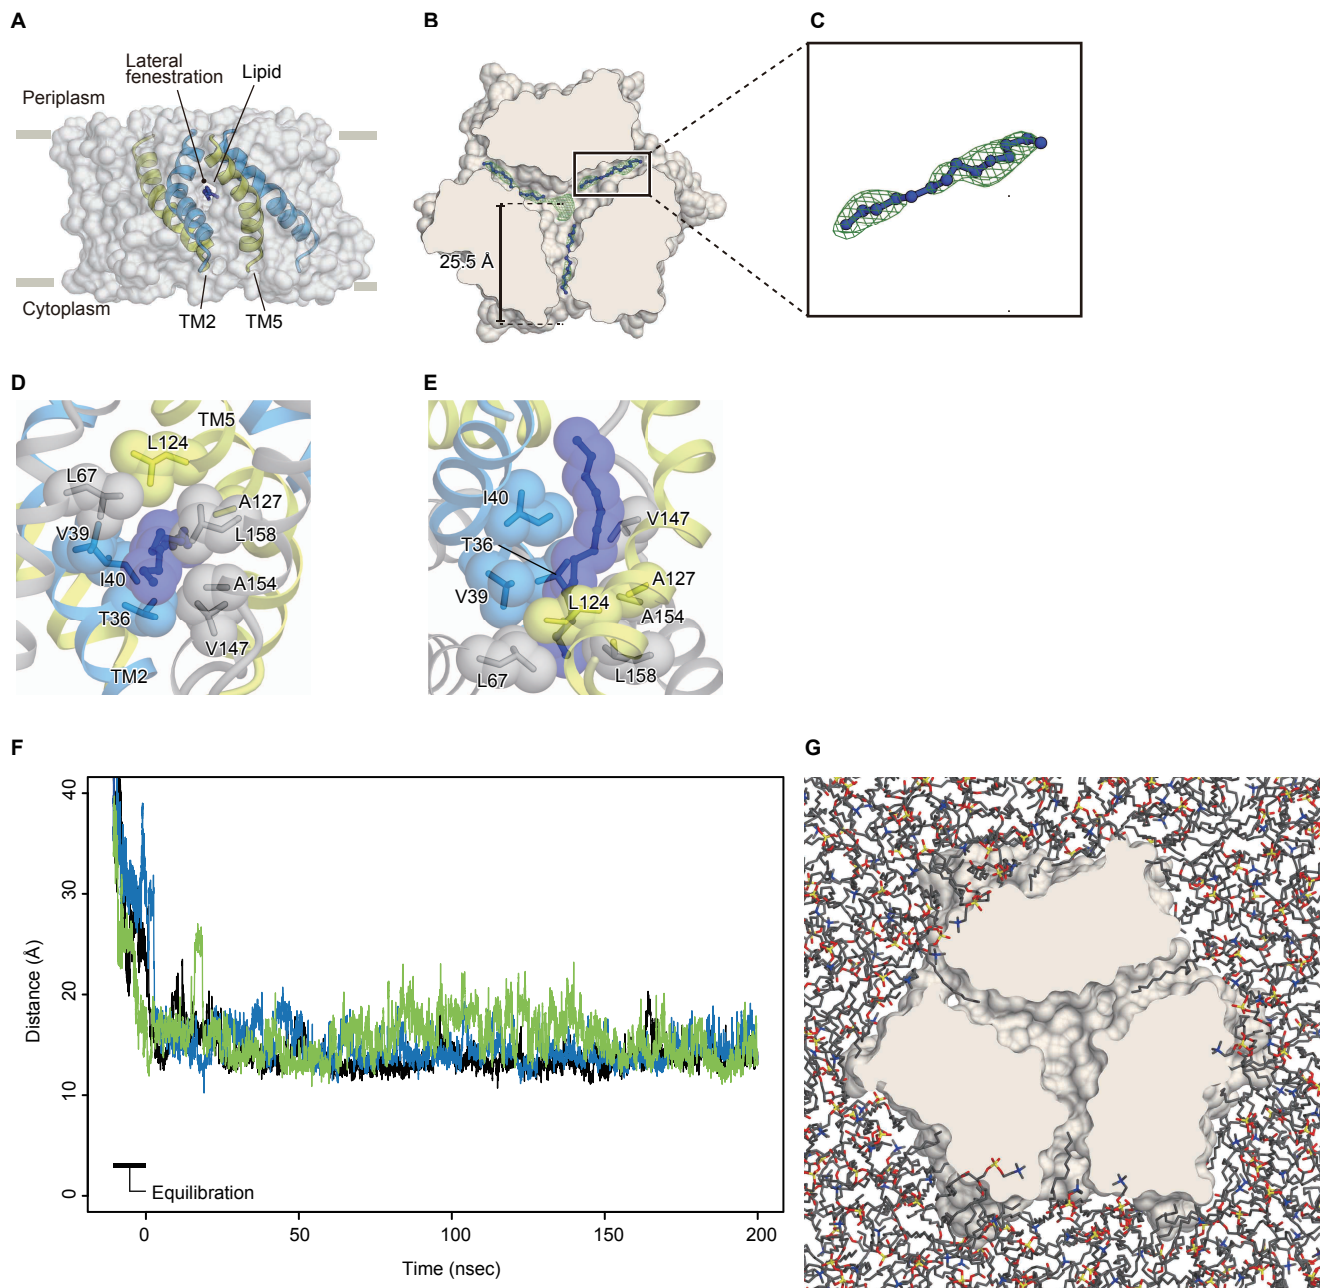 A
B
C
Lateral
fenestration
Lipid
Periplasm
Cytoplasm
TM2
TM5
25.5 Å
D
E
TM5
L124
L67
A127
V39
L158
I40
A154
T36
V147
TM2
I40
V147
T36
A127
V39
L124
A154
L67
L158
F
G
40
30
20
10
0
Distance (Å)
Equilibration
0
50
100
150
200
Time (nsec)